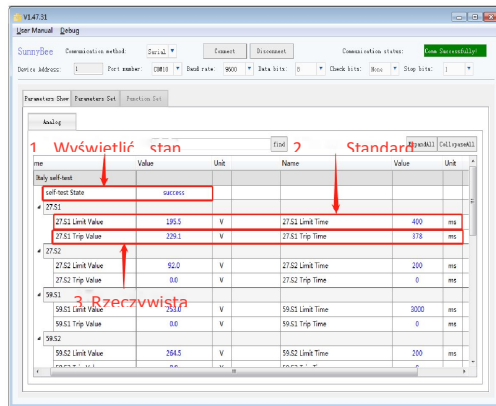 V1.47.31
User Manual Debug
SunnyBee Communication method: Serial Connect Disconnect Communication status: Comm Successfully!
Device Address: 1 Port number: COM10 Baud rate: 9600 Data bits: 8 Check bits: None Stop bits: 1
Parameters Show Parameters Set Function Set
Analog
find ExpandAll CollapseAll
1. Wyświetlić stan 2. Standard
me Value Unit Name Value Unit
Italy self-test
self-test State success
27.S1
27.S1 Limit Value 195.5 V 27.S1 Limit Time 400 ms
27.S1 Trip Value 229.1 V 27.S1 Trip Time 378 ms
27.S2
27.S2 Limit Value 92.0 V 27.S2 Limit Time 200 ms
27.S2 Trip Value 0.0 V 27.S2 Trip Time 0 ms
59.S1
3. Rzeczywista
59.S1 Limit Value 253.0 V 59.S1 Limit Time 3000 ms
59.S1 Trip Value 0.0 V 59.S1 Trip Time 0 ms
59.S2
59.S2 Limit Value 264.5 V 59.S2 Limit Time 200 ms